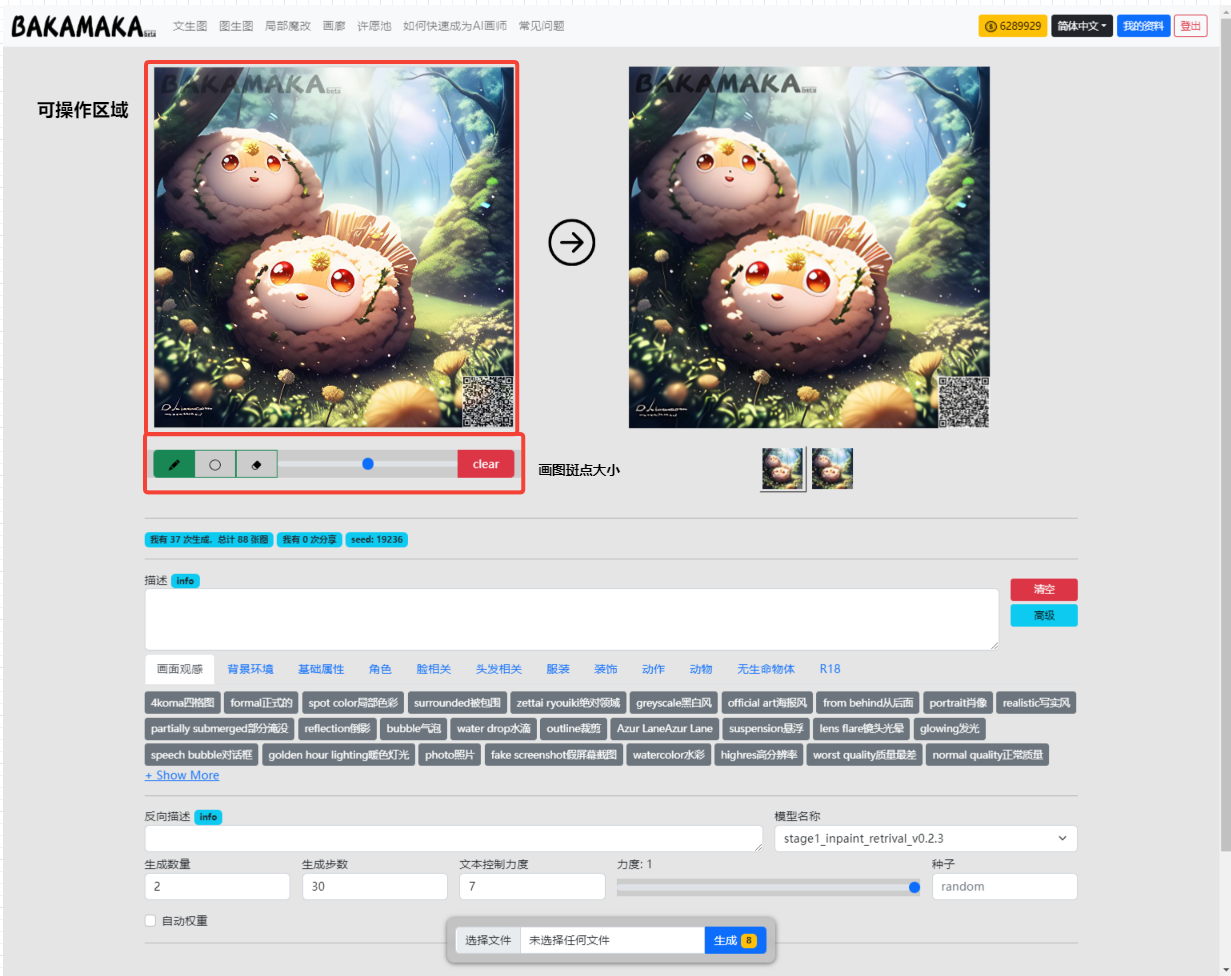 BAKAMAKA beta 文生图 图生图 局部魔改 画廊 许愿池 如何快速成为AI画师 常见问题 6289929 简体中文 我的资料 登出
可操作区域
BAKAMAKA beta
BAKAMAKA beta
clear
画图斑点大小
我有 37 次生成，总计 88 张图 我有 0 次分享 seed: 19236
描述 info
清空
高级
画面观感 背景环境 基础属性 角色 脸相关 头发相关 服装 装饰 动作 动物 无生命物体 R18
4koma四格图 formal正式的 spot color局部色彩 surrounded被包围 zettai ryouiki绝对领域 greyscale黑白风 official art海报风 from behind从后面 portrait肖像 realistic写实风
partially submerged部分淹没 reflection倒影 bubble气泡 water drop水滴 outline裁剪 Azur LaneAzur Lane suspension悬浮 lens flare镜头光晕 glowing发光
speech bubble对话框 golden hour lighting暖色灯光 photo照片 fake screenshot假屏幕截图 watercolor水彩 highres高分辨率 worst quality质量最差 normal quality正常质量
+ Show More
反向描述 info 模型名称
stage1_inpaint_retrival_v0.2.3
生成数量 生成步数 文本控制力度 力度: 1 种子
2 30 7 random
自动权重
选择文件 未选择任何文件 生成 8